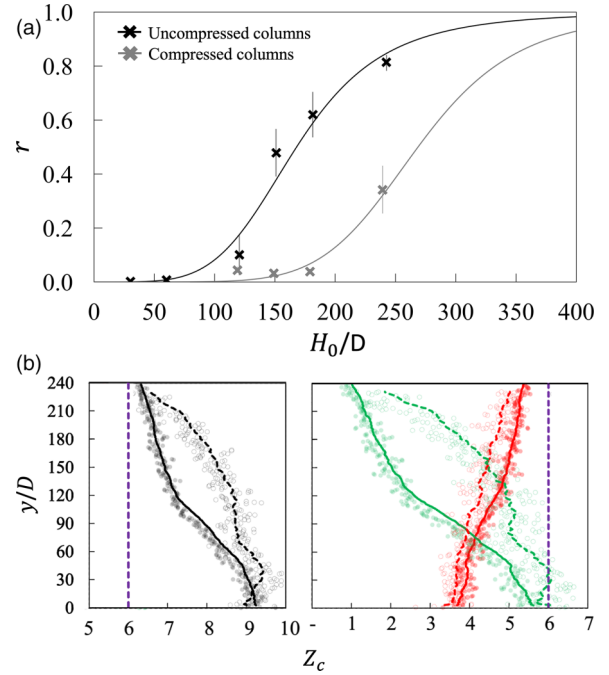 (a)
1.0
0.8
0.6
0.4
0.2
0.0
r
Uncompressed columns
Compressed columns
0 50 100 150 200 250 300 350 400
H₀/D
(b)
240
210
180
150
120
90
60
30
0
y/D
5 6 7 8 9 10
- 1 2 3 4 5 6 7
Z_c